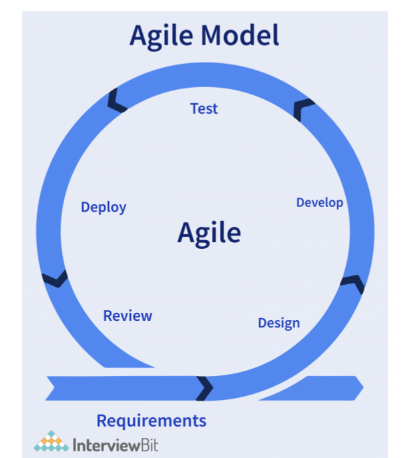 Agile Model
Test
Deploy
Develop
Agile
Review
Design
Requirements
InterviewBit